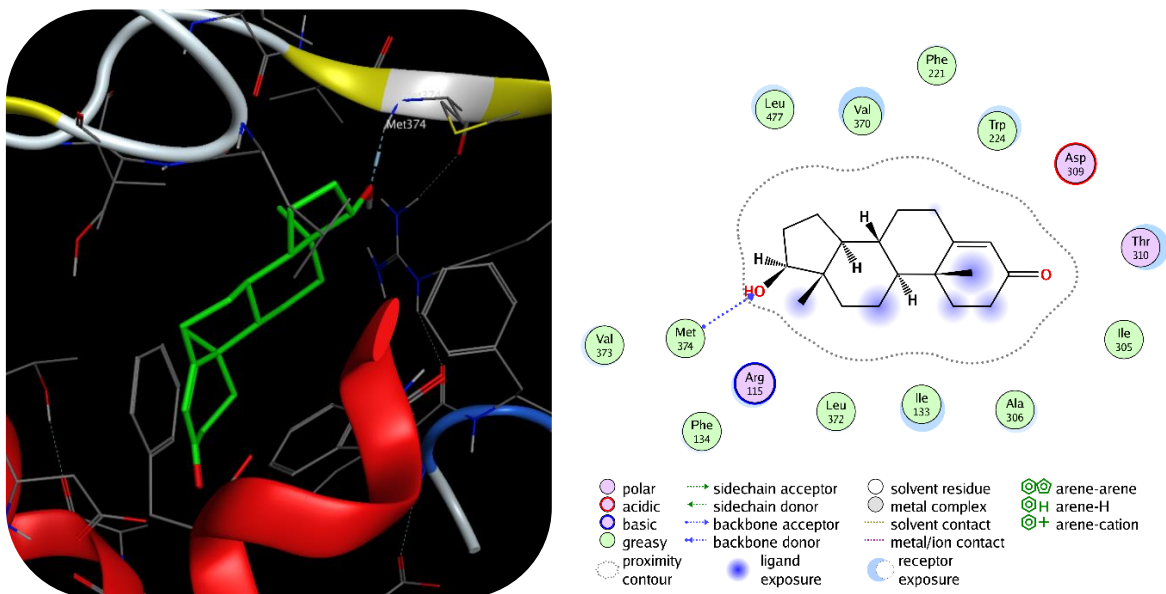 Met374
Phe
221
Leu
477
Val
370
Trp
224
Asp
309
Thr
310
H
H
H
H
HO
O
Val
373
Met
374
Arg
115
Phe
134
Leu
372
Ile
133
Ala
306
Ile
305
polar
acidic
basic
greasy
proximity
contour
sidechain acceptor
sidechain donor
backbone acceptor
backbone donor
ligand
exposure
solvent residue
metal complex
solvent contact
metal/ion contact
receptor
exposure
arene-arene
H arene-H
+ arene-cation